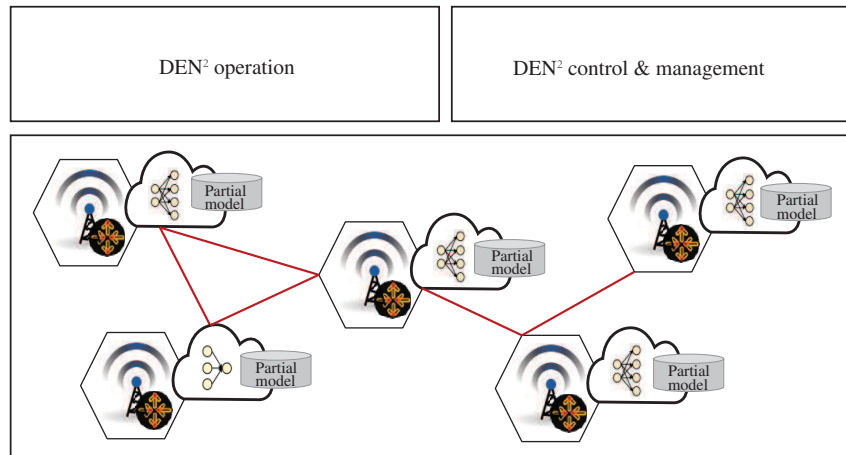 DEN² operation
DEN² control & management
Partial
model
Partial
model
Partial
model
Partial
model
Partial
model